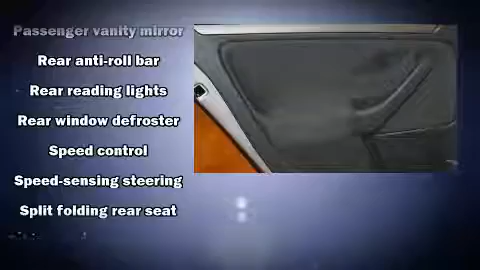 Passenger vanity mirror
Rear anti-roll bar
Rear reading lights
Rear window defroster
Speed control
Speed-sensing steering
Split folding rear seat